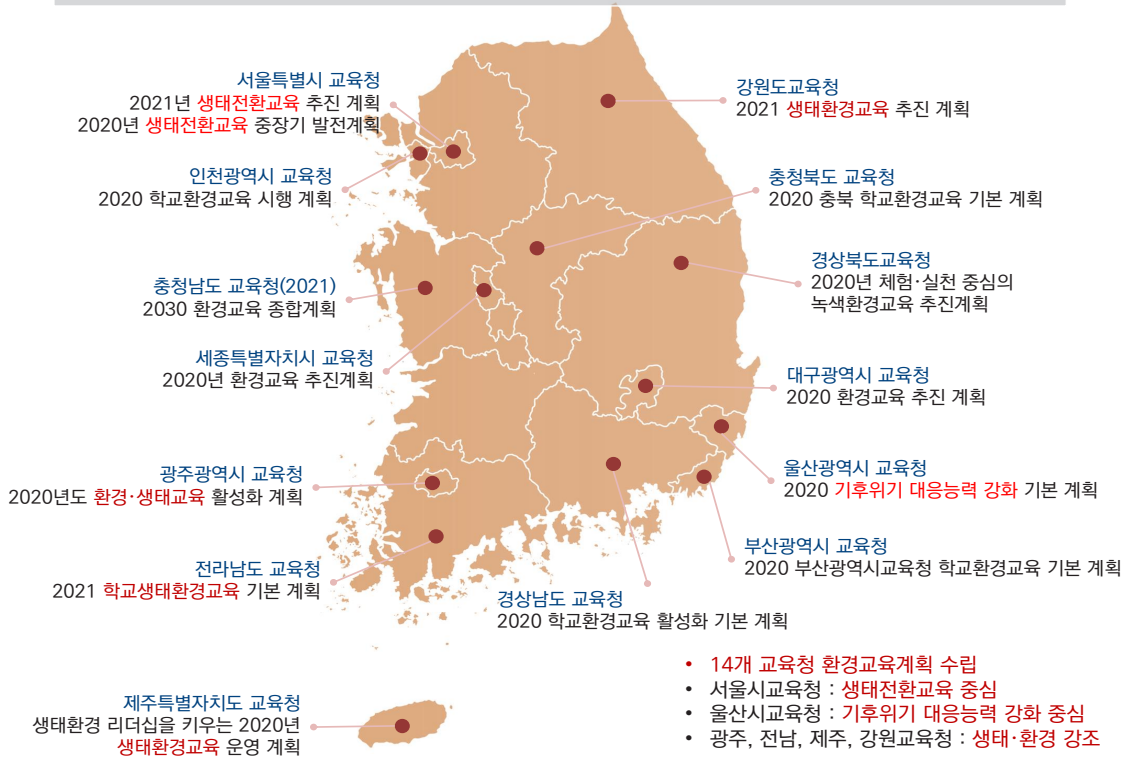 서울특별시 교육청
2021년 생태전환교육 추진 계획
2020년 생태전환교육 중장기 발전계획
인천광역시 교육청
2020 학교환경교육 시행 계획
충청남도 교육청(2021)
2030 환경교육 종합계획
세종특별자치시 교육청
2020년 환경교육 추진계획
광주광역시 교육청
2020년도 환경·생태교육 활성화 계획
전라남도 교육청
2021 학교생태환경교육 기본 계획
제주특별자치도 교육청
생태환경 리더십을 키우는 2020년
생태환경교육 운영 계획
강원도교육청
2021 생태환경교육 추진 계획
충청북도 교육청
2020 충북 학교환경교육 기본 계획
경상북도교육청
2020년 체험·실천 중심의
녹색환경교육 추진계획
대구광역시 교육청
2020 환경교육 추진 계획
울산광역시 교육청
2020 기후위기 대응능력 강화 기본 계획
부산광역시 교육청
2020 부산광역시교육청 학교환경교육 기본 계획
경상남도 교육청
2020 학교환경교육 활성화 기본 계획
• 14개 교육청 환경교육계획 수립
• 서울시교육청 : 생태전환교육 중심
• 울산시교육청 : 기후위기 대응능력 강화 중심
• 광주, 전남, 제주, 강원교육청 : 생태·환경 강조